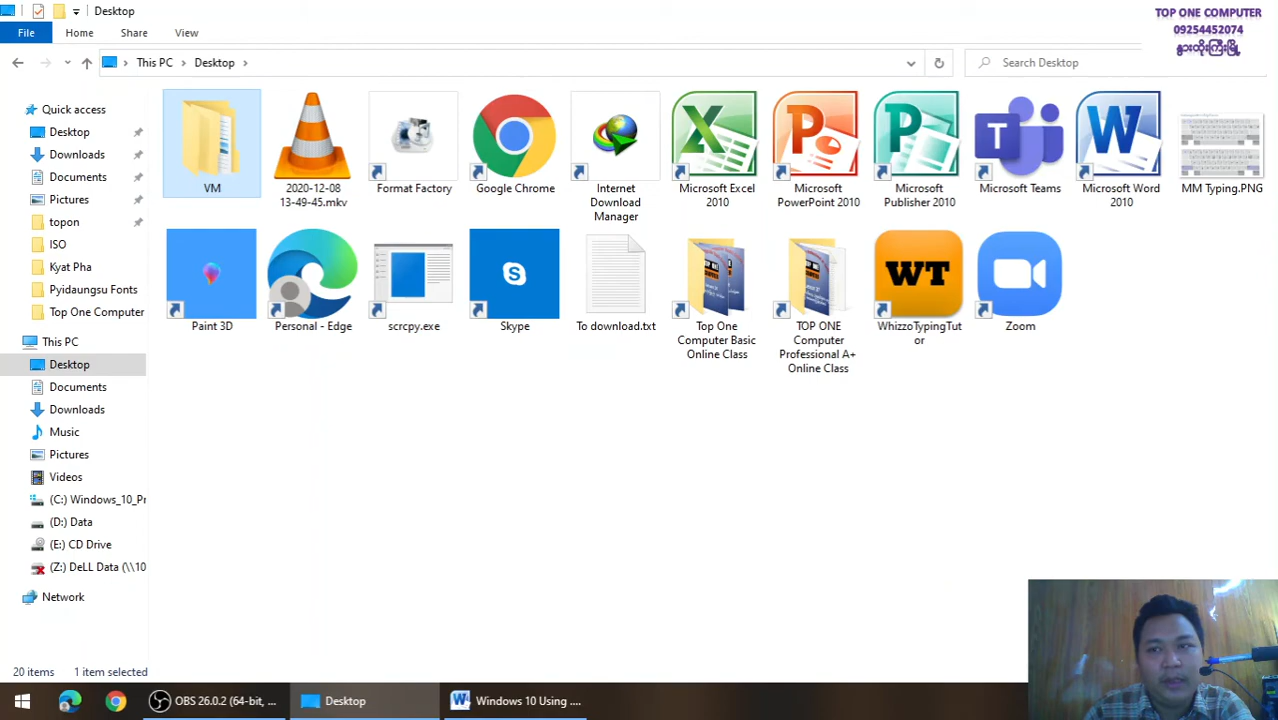 Desktop
TOP ONE COMPUTER
09254452074
နွားထိုးကြီးမြို့
File Home Share View
This PC Desktop
Search Desktop
Quick access
Desktop
Downloads
Documents
Pictures
topon
ISO
Kyat Pha
Pyidaungsu Fonts
Top One Computer
This PC
Desktop
Documents
Downloads
Music
Pictures
Videos
(C:) Windows_10_Pr
(D:) Data
(E:) CD Drive
(Z:) DeLL Data (\\10
Network
VM
2020-12-08
13-49-45.mkv
Format Factory
Google Chrome
Internet
Download
Manager
Microsoft Excel
2010
Microsoft
PowerPoint 2010
Microsoft
Publisher 2010
Microsoft Teams
Microsoft Word
2010
MM Typing.PNG
Paint 3D
Personal - Edge
scrcpy.exe
Skype
To download.txt
Top One
Computer Basic
Online Class
TOP ONE
Computer
Professional A+
Online Class
WT
WhizzoTypingTut
or
Zoom
20 items 1 item selected
OBS 26.0.2 (64-bit, ...
Desktop
Windows 10 Using ....